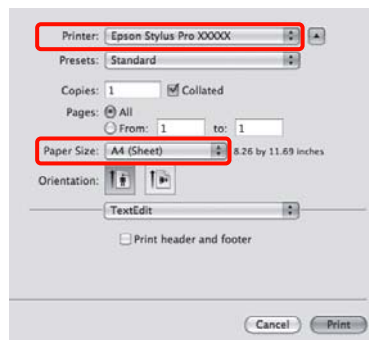 Printer: Epson Stylus Pro XXXXX
Presets: Standard
Copies: 1 Collated
Pages: All
From: 1 to: 1
Paper Size: A4 (Sheet) 8.26 by 11.69 inches
Orientation:
TextEdit
Print header and footer
Cancel Print